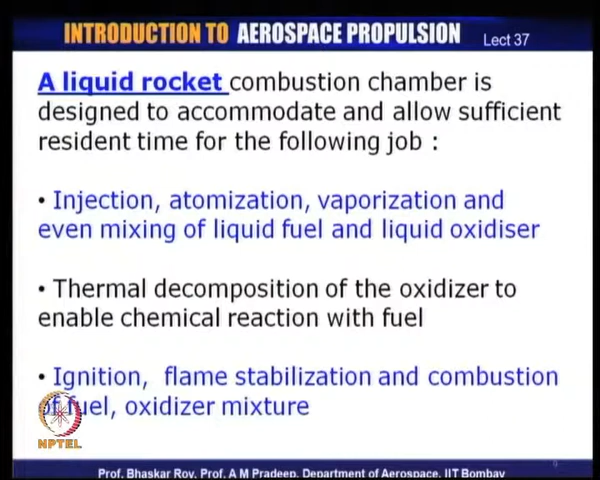 INTRODUCTION TO AEROSPACE PROPULSION Lect 37
A liquid rocket combustion chamber is
designed to accommodate and allow sufficient
resident time for the following job :
• Injection, atomization, vaporization and
even mixing of liquid fuel and liquid oxidiser
• Thermal decomposition of the oxidizer to
enable chemical reaction with fuel
• Ignition, flame stabilization and combustion
of fuel, oxidizer mixture
NPTEL
Prof. Bhaskar Roy, Prof. A M Pradeep, Department of Aerospace, IIT Bombay